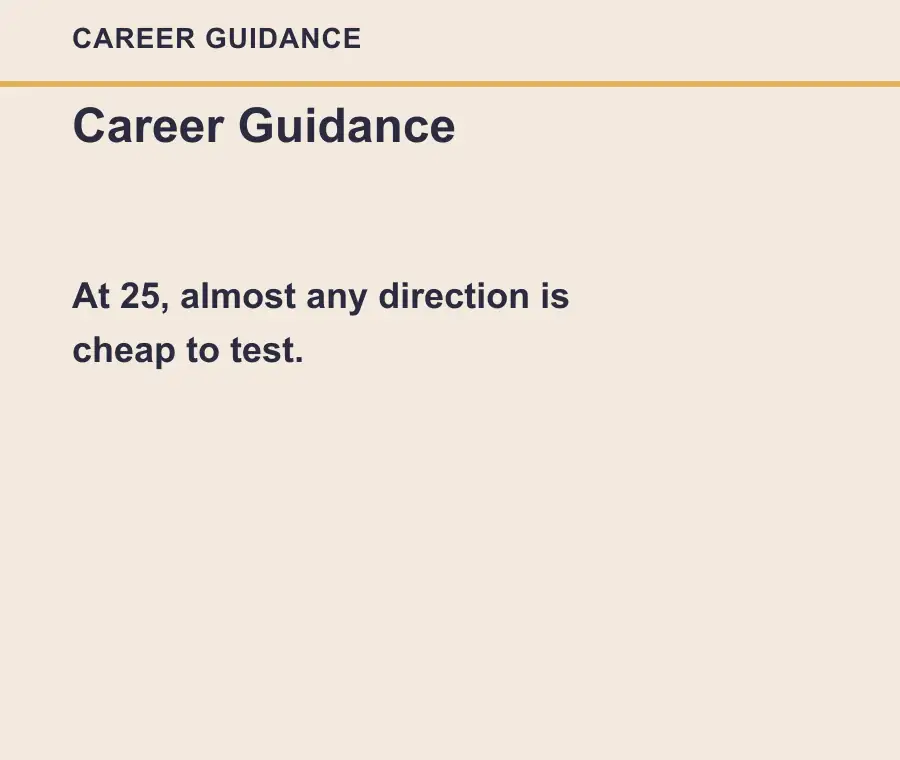 CAREER GUIDANCE
Career Guidance
At 25, almost any direction is
cheap to test.